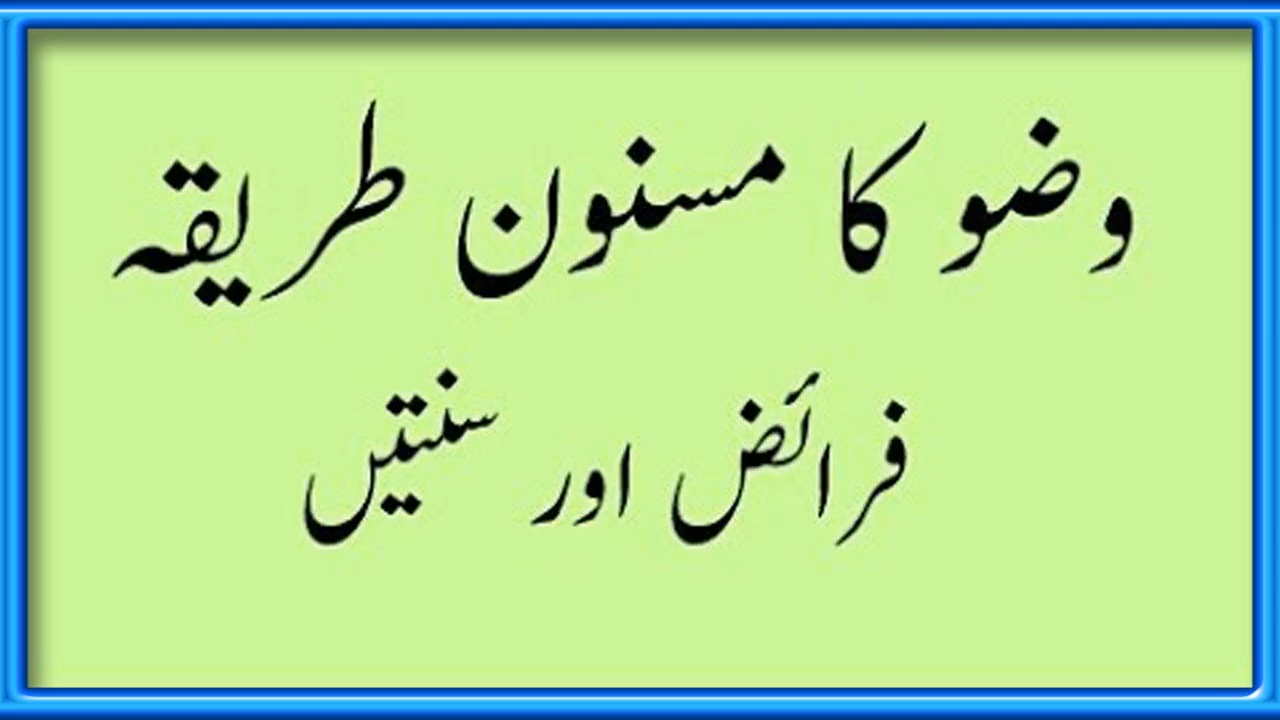 وضو کا مسنون طریقہ
فرائض اور سنتیں